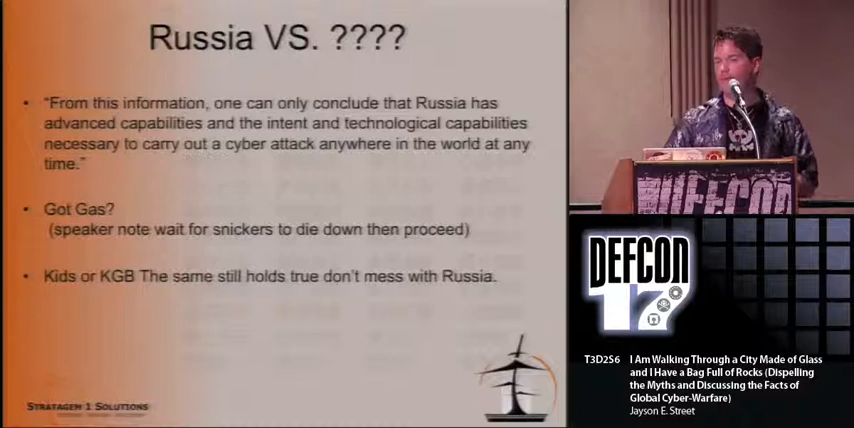 Russia VS. ????
• "From this information, one can only conclude that Russia has
advanced capabilities and the intent and technological capabilities
necessary to carry out a cyber attack anywhere in the world at any
time."
• Got Gas?
(speaker note wait for snickers to die down then proceed)
• Kids or KGB The same still holds true don't mess with Russia.
STRATAGEM 1 SOLUTIONS
DEFCON
DEFCON
17
T3D2S6 I Am Walking Through a City Made of Glass
and I Have a Bag Full of Rocks (Dispelling
the Myths and Discussing the Facts of
Global Cyber-Warfare)
Jayson E. Street